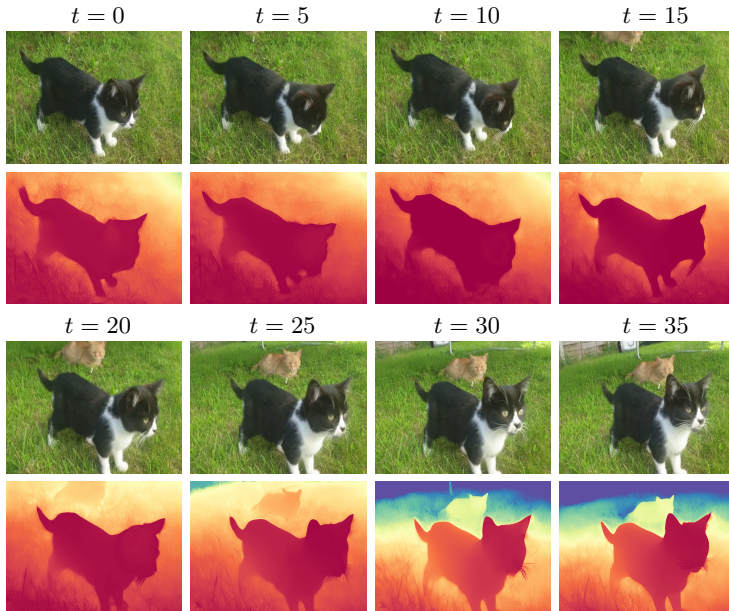 t = 0 t = 5 t = 10 t = 15
t = 20 t = 25 t = 30 t = 35